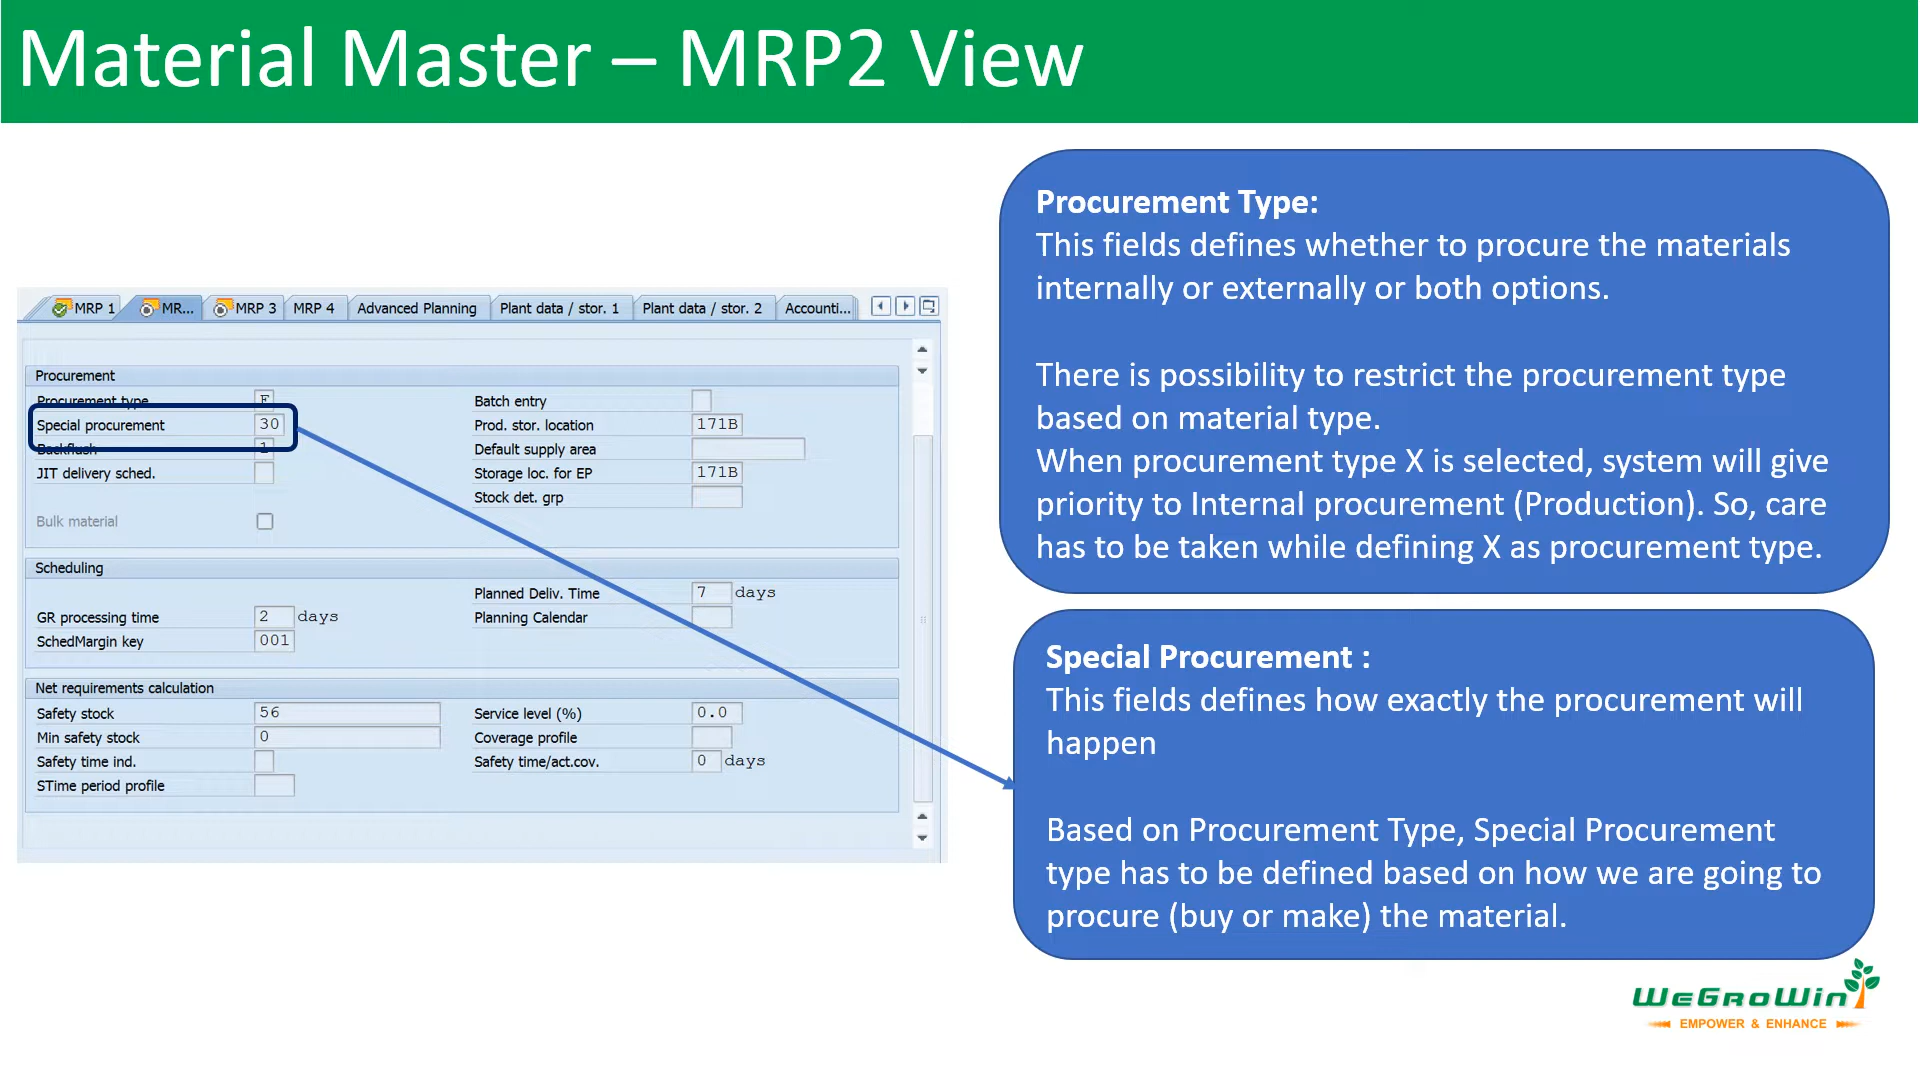 Material Master – MRP2 View
MRP 1 MR... MRP 3 MRP 4 Advanced Planning Plant data / stor. 1 Plant data / stor. 2 Accounti...
Procurement
Procurement type F Batch entry
Special procurement 30 Prod. stor. location 171B
Backflush 1 Default supply area
JIT delivery sched. Storage loc. for EP 171B
Stock det. grp
Bulk material
Scheduling
Planned Deliv. Time 7 days
GR processing time 2 days Planning Calendar
SchedMargin key 001
Net requirements calculation
Safety stock 56 Service level (%) 0.0
Min safety stock 0 Coverage profile
Safety time ind. Safety time/act.cov. 0 days
STime period profile
Procurement Type:
This fields defines whether to procure the materials
internally or externally or both options.
There is possibility to restrict the procurement type
based on material type.
When procurement type X is selected, system will give
priority to Internal procurement (Production). So, care
has to be taken while defining X as procurement type.
Special Procurement :
This fields defines how exactly the procurement will
happen
Based on Procurement Type, Special Procurement
type has to be defined based on how we are going to
procure (buy or make) the material.
WeGroWin
EMPOWER & ENHANCE